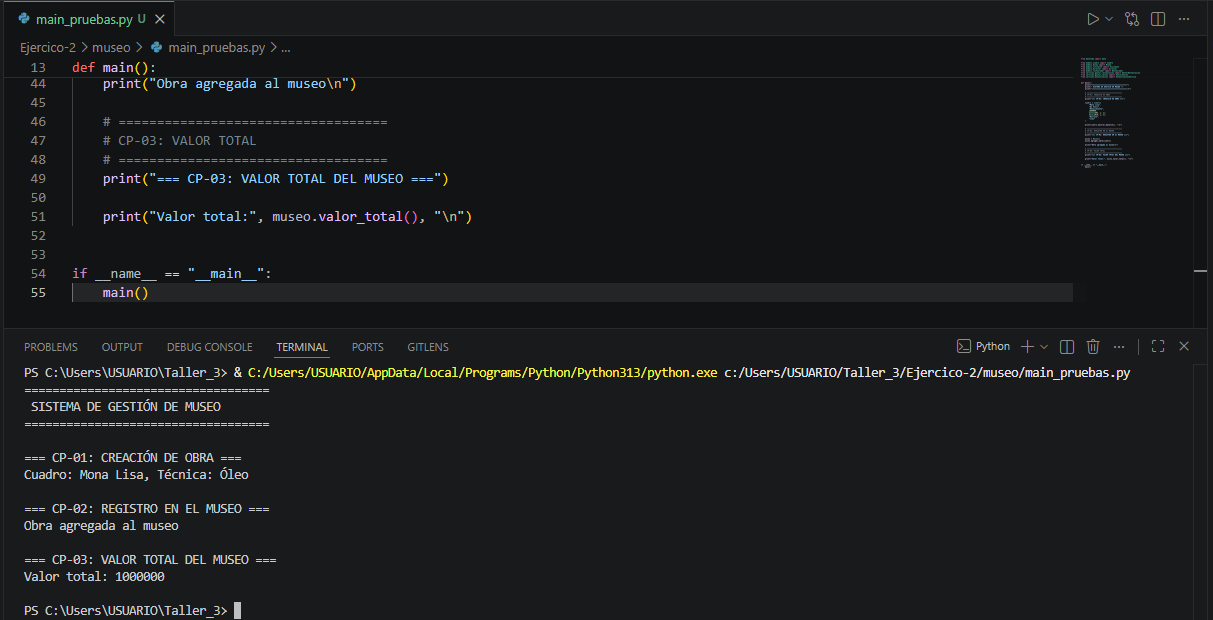 main_pruebas.py U
Ejercico-2 > museo > main_pruebas.py > ...
13 def main():
44 print("Obra agregada al museo\n")
45
46 # ===================================
47 # CP-03: VALOR TOTAL
48 # ===================================
49 print("=== CP-03: VALOR TOTAL DEL MUSEO ===")
50
51 print("Valor total:", museo.valor_total(), "\n")
52
53
54 if __name__ == "__main__":
55 main()
PROBLEMS OUTPUT DEBUG CONSOLE TERMINAL PORTS GITLENS Python
PS C:\Users\USUARIO\Taller_3> & C:/Users/USUARIO/AppData/Local/Programs/Python/Python313/python.exe c:/Users/USUARIO/Taller_3/Ejercico-2/museo/main_pruebas.py
===================================
SISTEMA DE GESTIÓN DE MUSEO
===================================
=== CP-01: CREACIÓN DE OBRA ===
Cuadro: Mona Lisa, Técnica: Óleo
=== CP-02: REGISTRO EN EL MUSEO ===
Obra agregada al museo
=== CP-03: VALOR TOTAL DEL MUSEO ===
Valor total: 1000000
PS C:\Users\USUARIO\Taller_3>